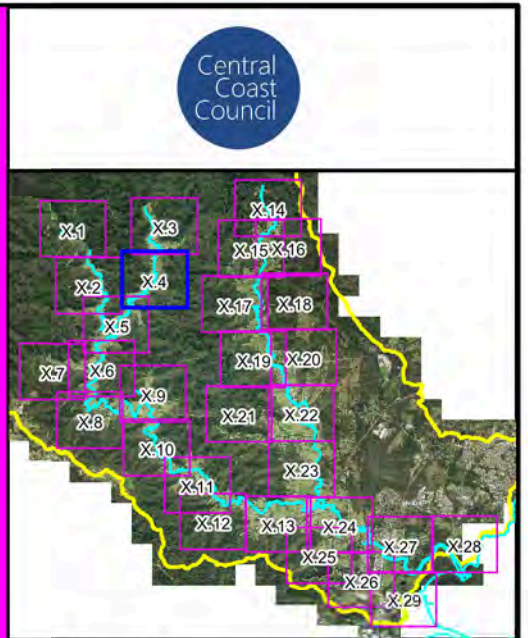 Central
Coast
Council
X.1
X.3
X.14
X.2
X.4
X.15
X.16
X.5
X.17
X.18
X.7
X.6
X.19
X.20
X.9
X.8
X.21
X.22
X.10
X.11
X.23
X.12
X.13
X.24
X.25
X.27
X.28
X.26
X.29